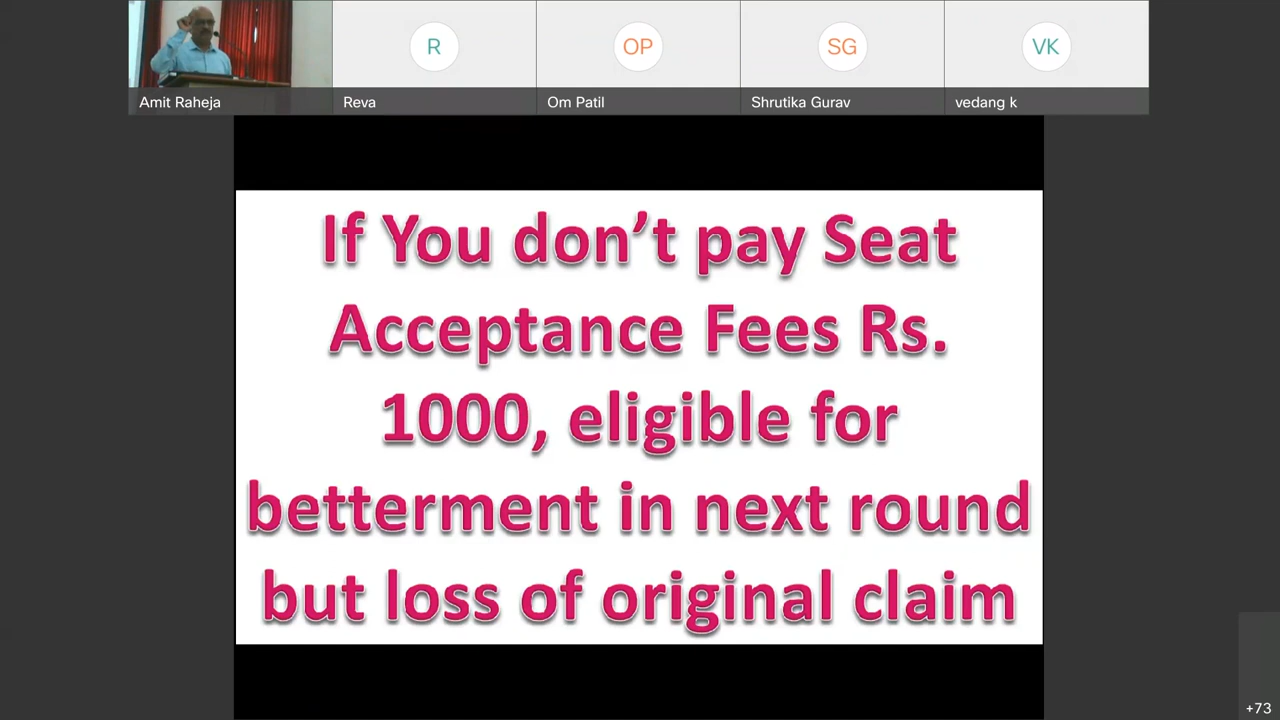 R
OP
SG
VK
Amit Raheja
Reva
Om Patil
Shrutika Gurav
vedang k
If You don’t pay Seat
Acceptance Fees Rs.
1000, eligible for
betterment in next round
but loss of original claim
+73